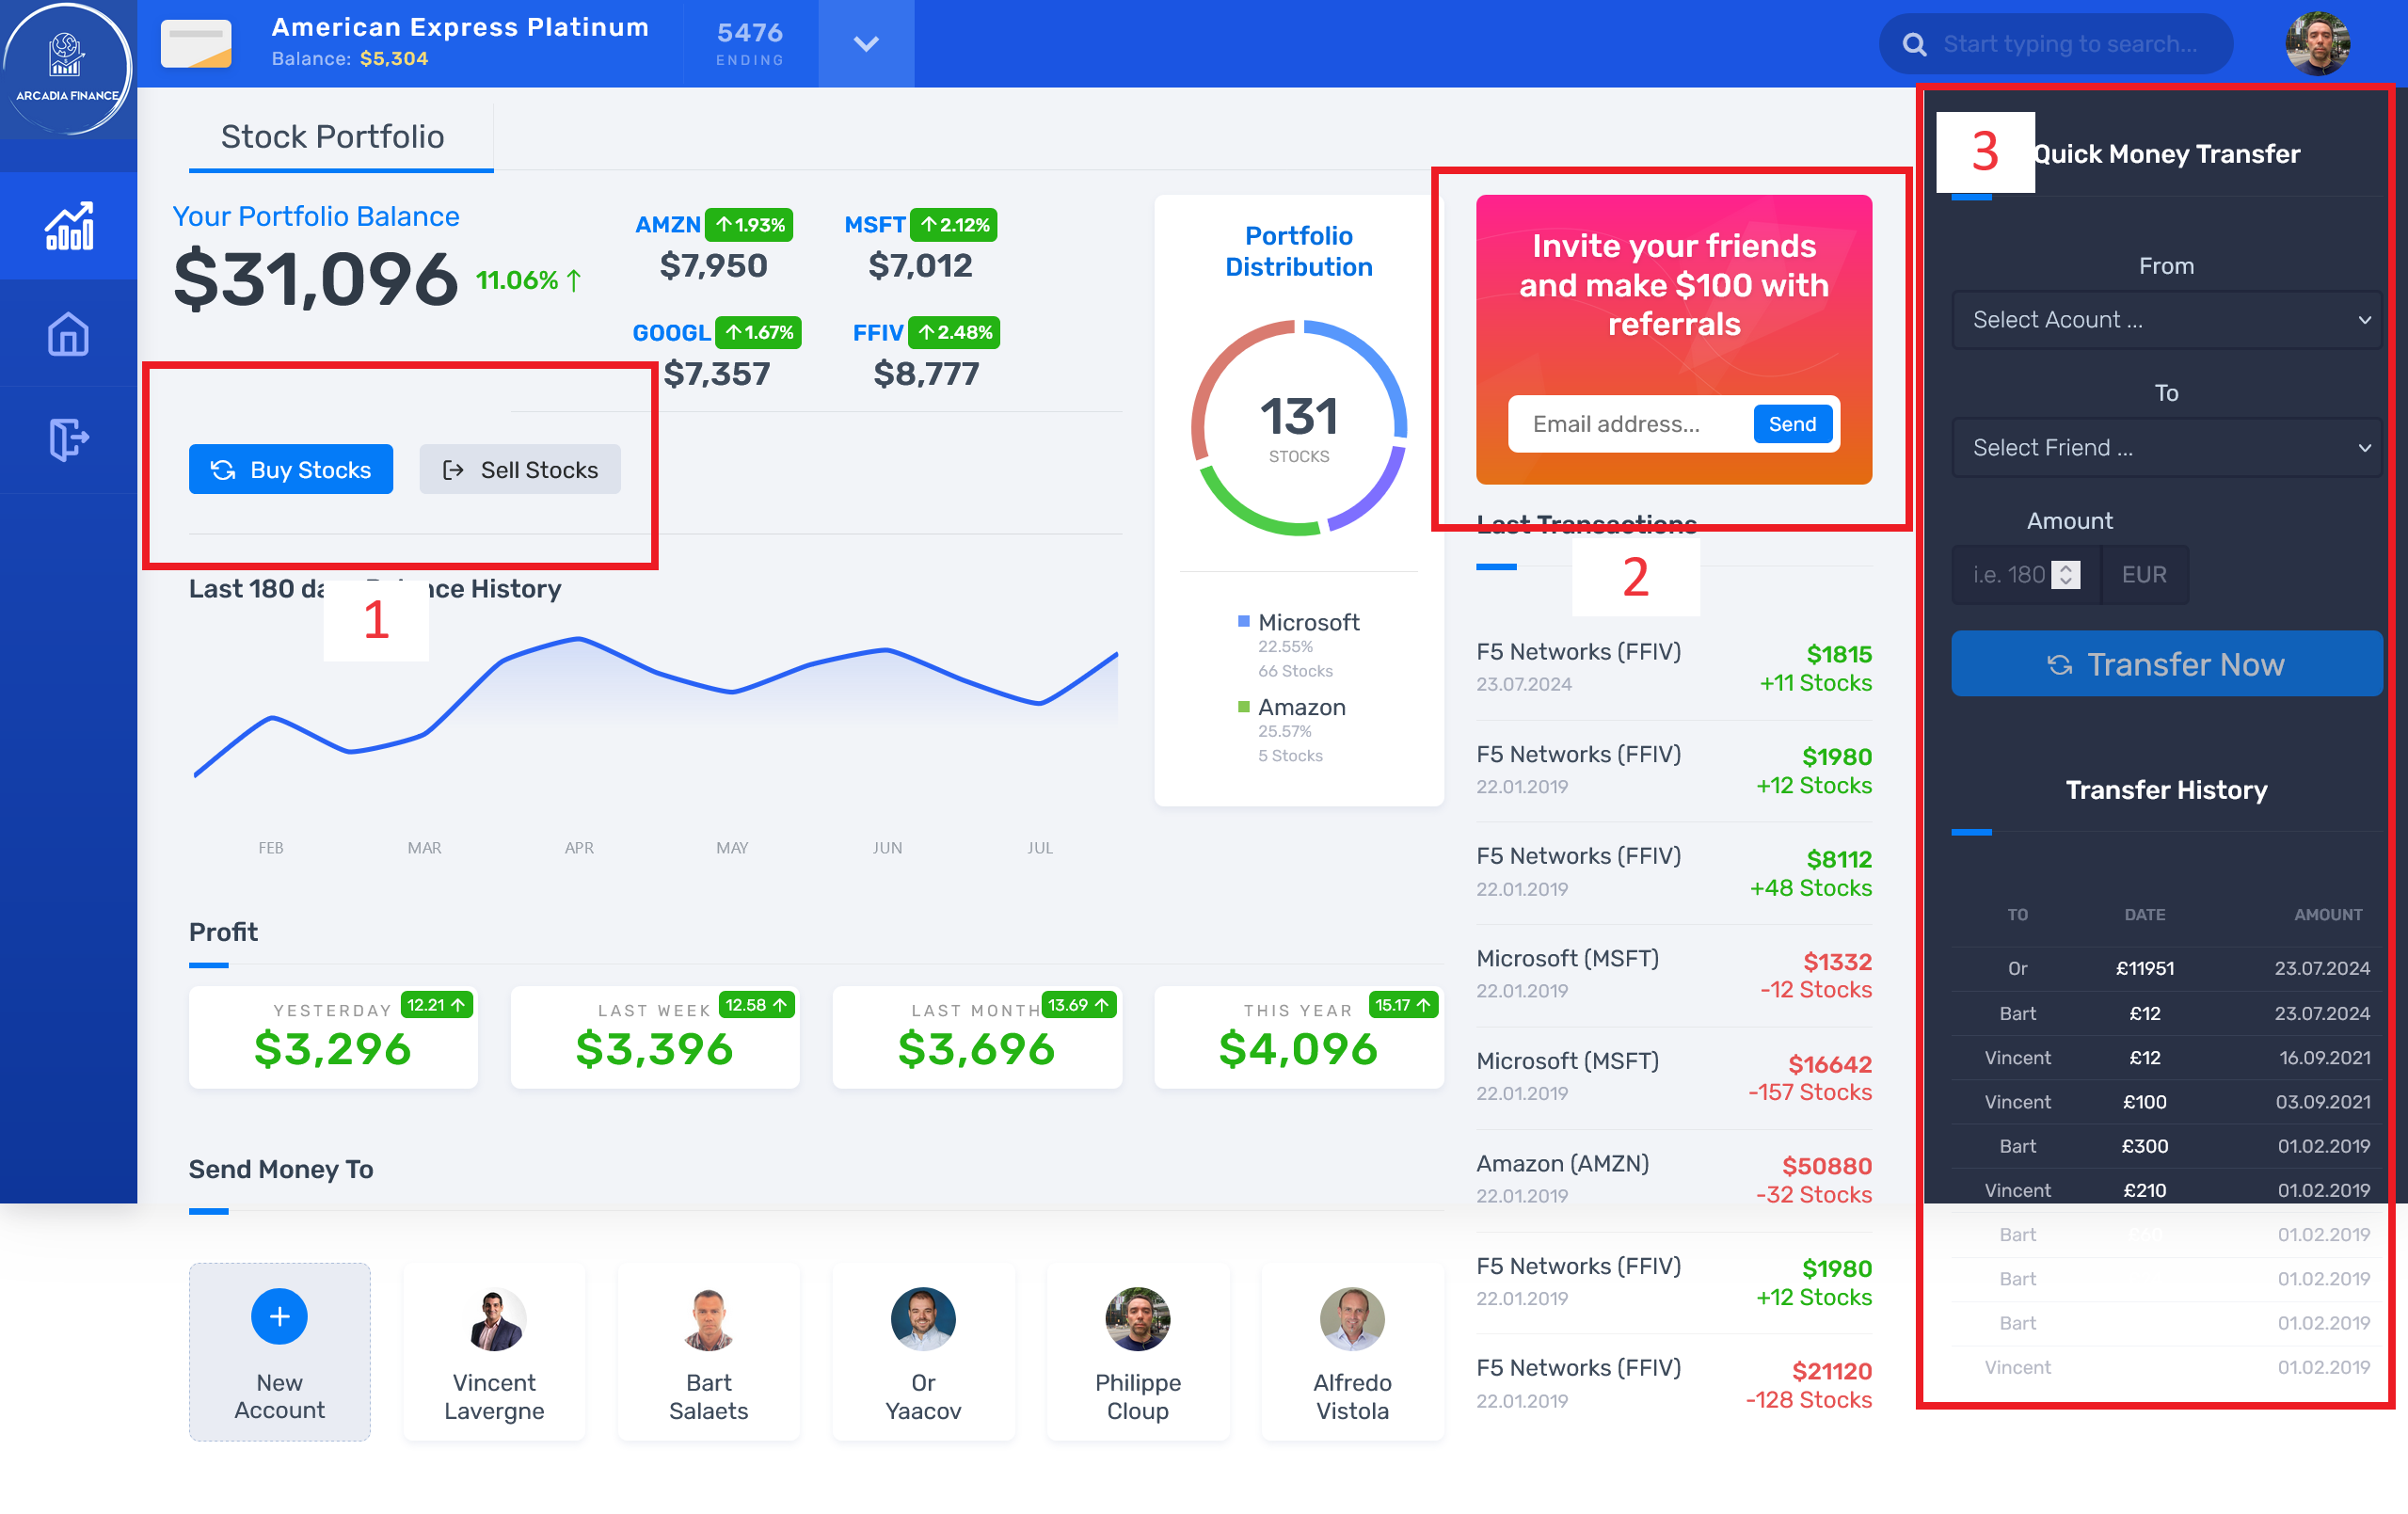 ARCADIA FINANCE
American Express Platinum
Balance: $5,304
5476
ENDING
Start typing to search...
Stock Portfolio
Your Portfolio Balance
$31,096 11.06%
AMZN 1.93%
$7,950
MSFT 2.12%
$7,012
GOOGL 1.67%
$7,357
FFIV 2.48%
$8,777
Buy Stocks
Sell Stocks
Last 180 da nce History
1
FEB MAR APR MAY JUN JUL
Portfolio
Distribution
131
STOCKS
Microsoft
22.55%
66 Stocks
Amazon
25.57%
5 Stocks
Profit
YESTERDAY 12.21
$3,296
LAST WEEK 12.58
$3,396
LAST MONTH 13.69
$3,696
THIS YEAR 15.17
$4,096
Send Money To
New
Account
Vincent
Lavergne
Bart
Salaets
Or
Yaacov
Philippe
Cloup
Alfredo
Vistola
Invite your friends
and make $100 with
referrals
Email address... Send
Last Transactions
2
F5 Networks (FFIV) $1815
23.07.2024 +11 Stocks
F5 Networks (FFIV) $1980
22.01.2019 +12 Stocks
F5 Networks (FFIV) $8112
22.01.2019 +48 Stocks
Microsoft (MSFT) $1332
22.01.2019 -12 Stocks
Microsoft (MSFT) $16642
22.01.2019 -157 Stocks
Amazon (AMZN) $50880
22.01.2019 -32 Stocks
F5 Networks (FFIV) $1980
22.01.2019 +12 Stocks
F5 Networks (FFIV) $21120
22.01.2019 -128 Stocks
3
Quick Money Transfer
From
Select Acount ...
To
Select Friend ...
Amount
i.e. 180 EUR
Transfer Now
Transfer History
TO DATE AMOUNT
Or £11951 23.07.2024
Bart £12 23.07.2024
Vincent £12 16.09.2021
Vincent £100 03.09.2021
Bart £300 01.02.2019
Vincent £210 01.02.2019
Bart 01.02.2019
Bart 01.02.2019
Bart 01.02.2019
Vincent 01.02.2019